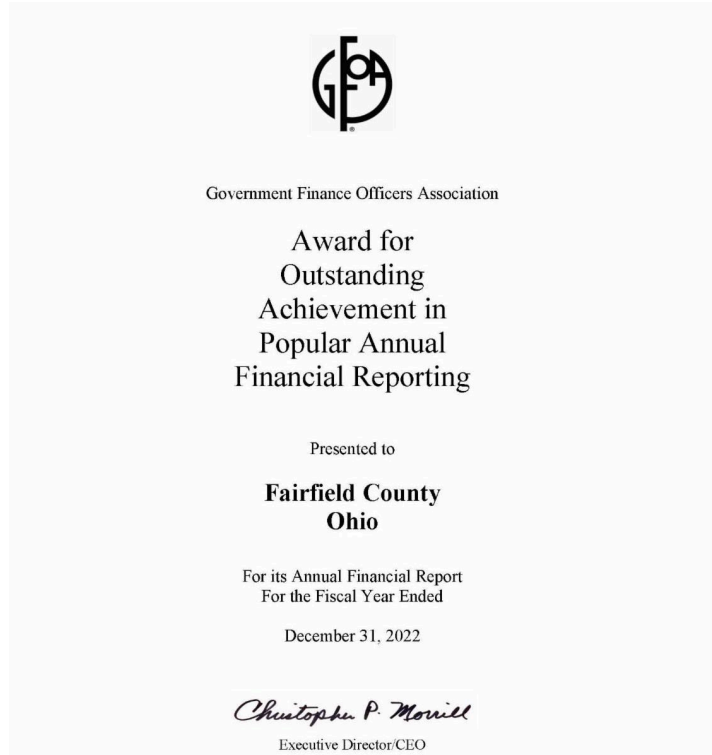 GFOA
®
Government Finance Officers Association
Award for
Outstanding
Achievement in
Popular Annual
Financial Reporting
Presented to
Fairfield County
Ohio
For its Annual Financial Report
For the Fiscal Year Ended
December 31, 2022
Christopher P. Morrill
Executive Director/CEO